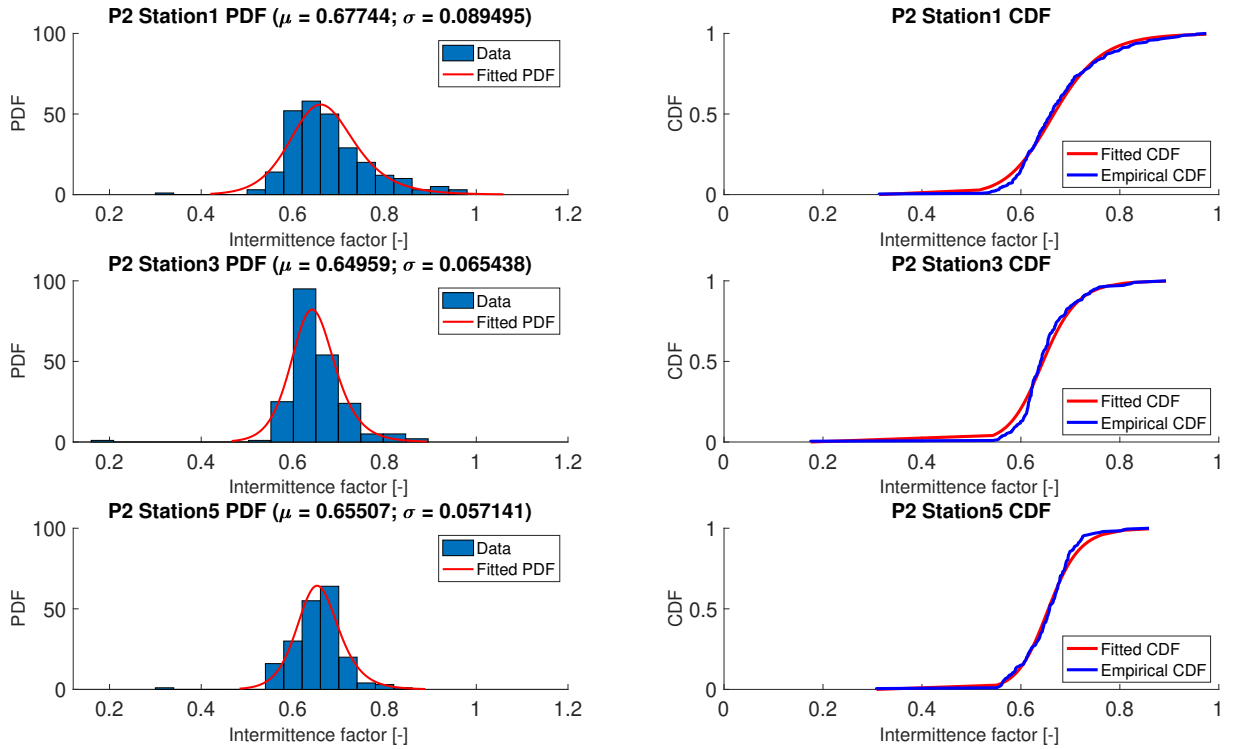 P2 Station1 PDF (μ = 0.67744; σ = 0.089495)
100
50
0
PDF
Data
Fitted PDF
0.2 0.4 0.6 0.8 1 1.2
Intermittence factor [-]
P2 Station1 CDF
1
0.5
0
CDF
Fitted CDF
Empirical CDF
0 0.2 0.4 0.6 0.8 1
Intermittence factor [-]
P2 Station3 PDF (μ = 0.64959; σ = 0.065438)
100
50
0
PDF
Data
Fitted PDF
0.2 0.4 0.6 0.8 1 1.2
Intermittence factor [-]
P2 Station3 CDF
1
0.5
0
CDF
Fitted CDF
Empirical CDF
0 0.2 0.4 0.6 0.8 1
Intermittence factor [-]
P2 Station5 PDF (μ = 0.65507; σ = 0.057141)
100
50
0
PDF
Data
Fitted PDF
0.2 0.4 0.6 0.8 1 1.2
Intermittence factor [-]
P2 Station5 CDF
1
0.5
0
CDF
Fitted CDF
Empirical CDF
0 0.2 0.4 0.6 0.8 1
Intermittence factor [-]